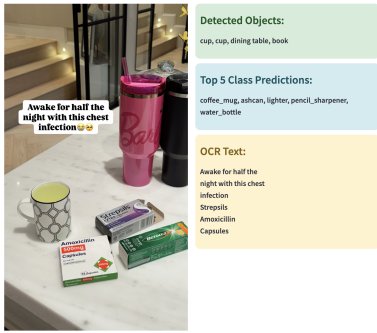 Awake for half the
night with this chest
infection😭🥺
Barbie
Strepsils
Amoxicillin
500mg
Capsules
Detected Objects:
cup, cup, dining table, book
Top 5 Class Predictions:
coffee_mug, ashcan, lighter, pencil_sharpener,
water_bottle
OCR Text:
Awake for half the
night with this chest
infection
Strepsils
Amoxicillin
Capsules